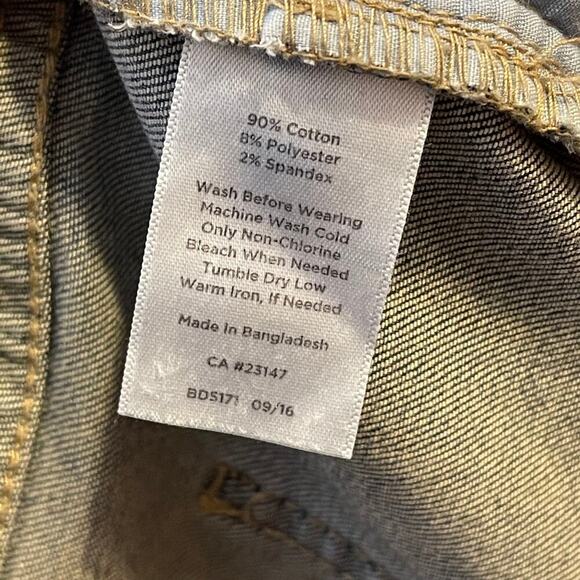 90% Cotton
8% Polyester
2% Spandex
Wash Before Wearing
Machine Wash Cold
Only Non-Chlorine
Bleach When Needed
Tumble Dry Low
Warm Iron, If Needed
Made In Bangladesh
CA #23147
09/16